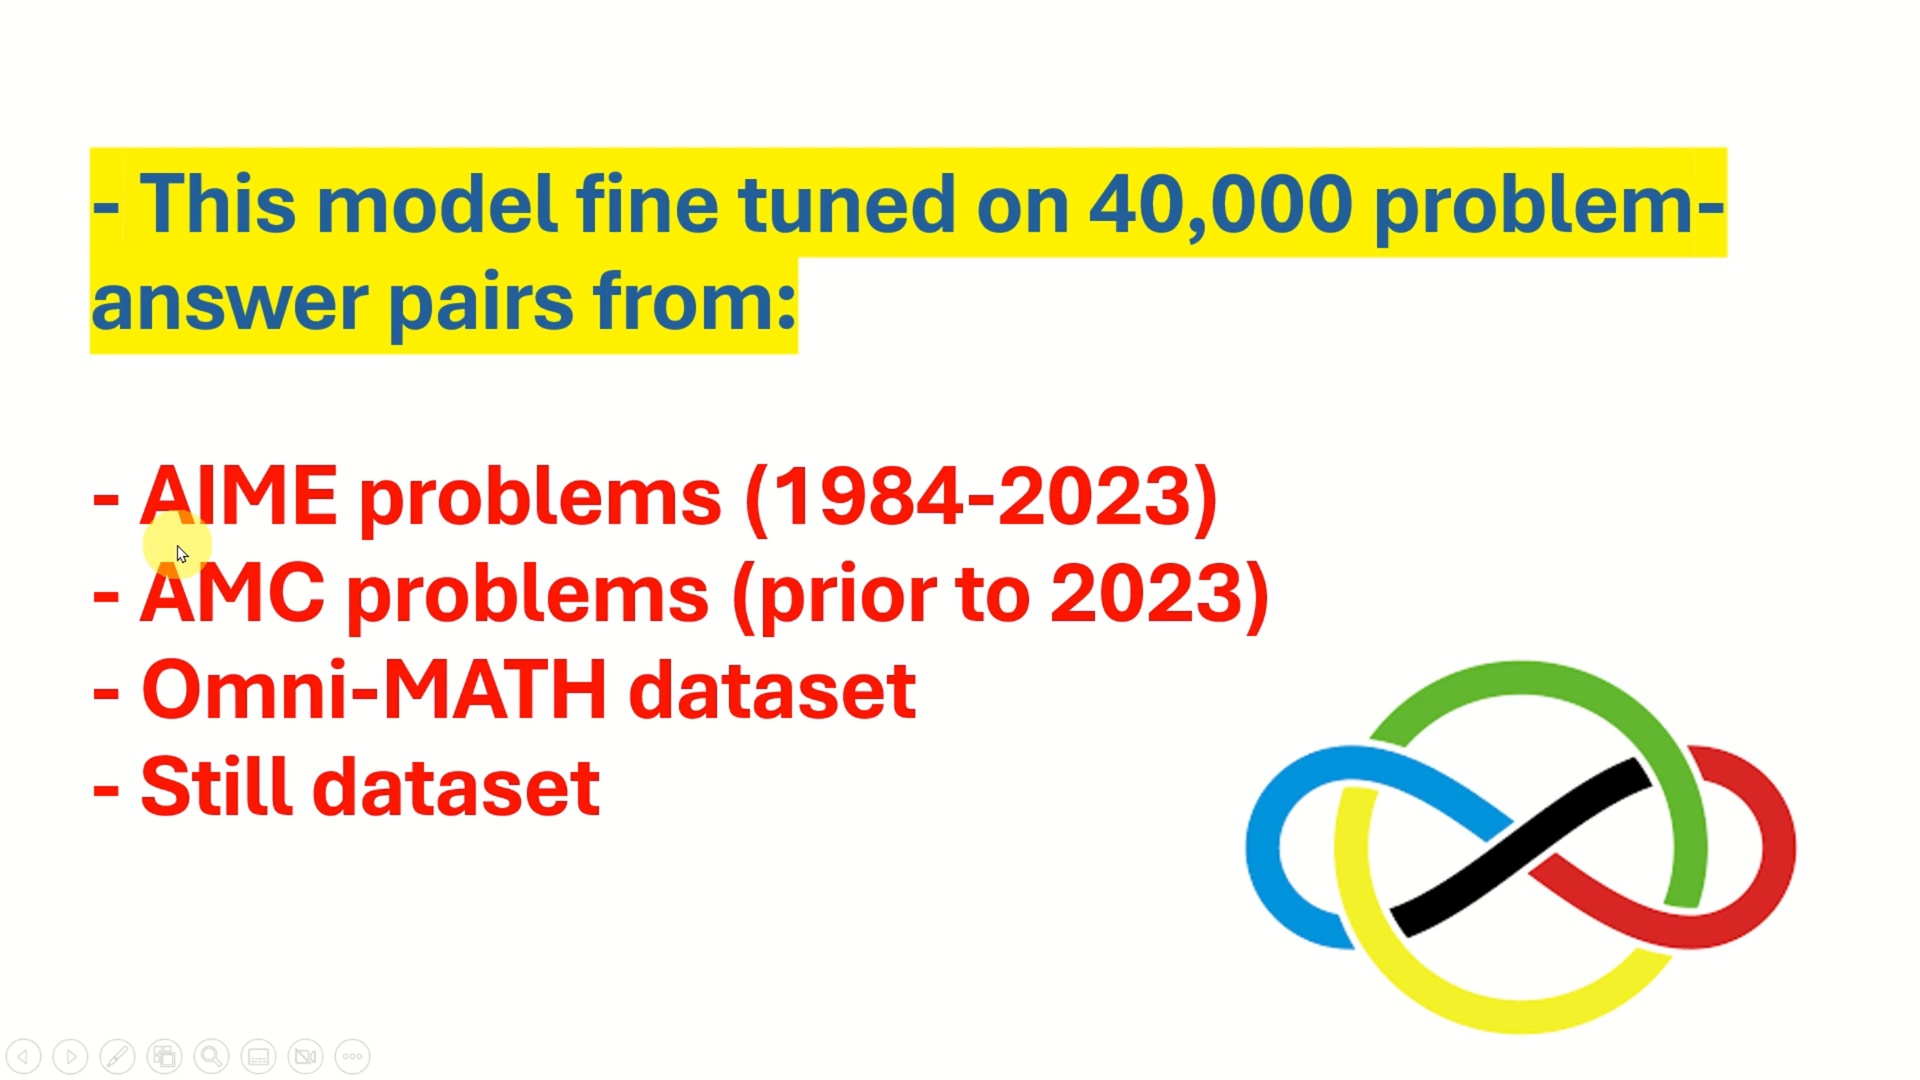 - This model fine tuned on 40,000 problem-
answer pairs from:
- AIME problems (1984-2023)
- AMC problems (prior to 2023)
- Omni-MATH dataset
- Still dataset